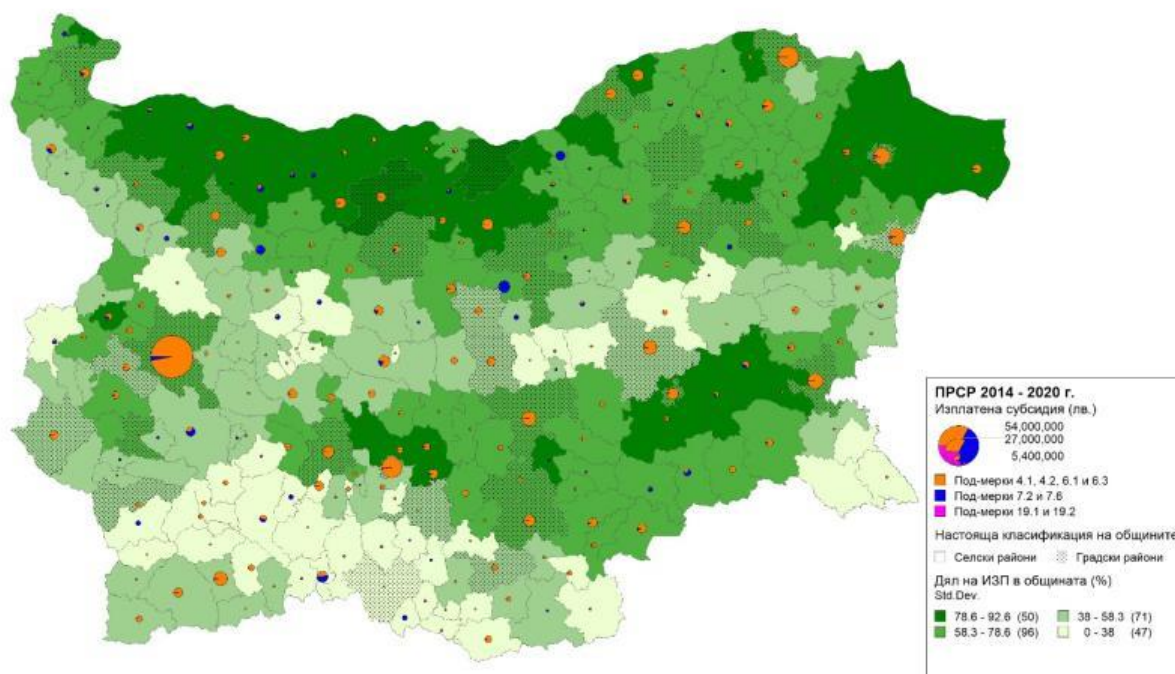 ПРСР 2014 - 2020 г.
Изплатена субсидия (лв.)
54,000,000
27,000,000
5,400,000
Под-мерки 4.1, 4.2, 6.1 и 6.3
Под-мерки 7.2 и 7.6
Под-мерки 19.1 и 19.2
Настояща класификация на общините
Селски райони Градски райони
Дял на ИЗП в общината (%)
Std.Dev.
78.6 - 92.6 (50) 38 - 58.3 (71)
58.3 - 78.6 (96) 0 - 38 (47)